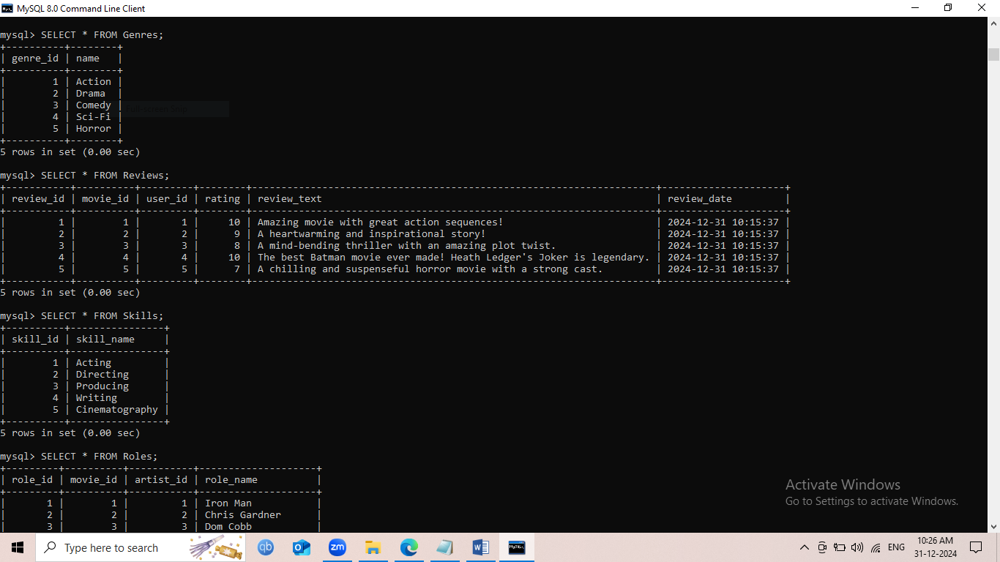 MySQL 8.0 Command Line Client
mysql> SELECT * FROM Genres;
+----------+--------+
| genre_id | name   |
+----------+--------+
|        1 | Action |
|        2 | Drama  |
|        3 | Comedy |
Full-screen Snip
|        4 | Sci-Fi |
|        5 | Horror |
+----------+--------+
5 rows in set (0.00 sec)
mysql> SELECT * FROM Reviews;
+-----------+----------+---------+--------+---------------------------------------------------------------------+---------------------+
| review_id | movie_id | user_id | rating | review_text                                                         | review_date         |
+-----------+----------+---------+--------+---------------------------------------------------------------------+---------------------+
|         1 |        1 |       1 |     10 | Amazing movie with great action sequences!                          | 2024-12-31 10:15:37 |
|         2 |        2 |       2 |      9 | A heartwarming and inspirational story!                             | 2024-12-31 10:15:37 |
|         3 |        3 |       3 |      8 | A mind-bending thriller with an amazing plot twist.                 | 2024-12-31 10:15:37 |
|         4 |        4 |       4 |     10 | The best Batman movie ever made! Heath Ledger's Joker is legendary. | 2024-12-31 10:15:37 |
|         5 |        5 |       5 |      7 | A chilling and suspenseful horror movie with a strong cast.         | 2024-12-31 10:15:37 |
+-----------+----------+---------+--------+---------------------------------------------------------------------+---------------------+
5 rows in set (0.00 sec)
mysql> SELECT * FROM Skills;
+----------+----------------+
| skill_id | skill_name     |
+----------+----------------+
|        1 | Acting         |
|        2 | Directing      |
|        3 | Producing      |
|        4 | Writing        |
|        5 | Cinematography |
+----------+----------------+
5 rows in set (0.00 sec)
mysql> SELECT * FROM Roles;
+---------+----------+-----------+--------------------+
| role_id | movie_id | artist_id | role_name          |
+---------+----------+-----------+--------------------+
|       1 |        1 |         1 | Iron Man           |
|       2 |        2 |         2 | Chris Gardner      |
|       3 |        3 |         3 | Dom Cobb           |
Activate Windows
Go to Settings to activate Windows.
Type here to search
qb
zm
W
MySQL
ENG
10:26 AM
31-12-2024